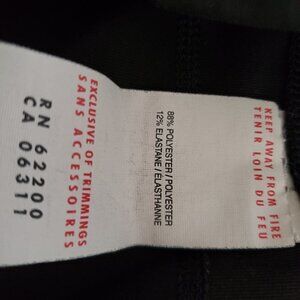 KEEP AWAY FROM FIRE
TENIR LOIN DU FEU
88% POLYESTER / POLYESTER
12% ELASTANE / ELASTHANNE
EXCLUSIVE OF TRIMMINGS
SANS ACCESSOIRES
RN 62200
CA 06311